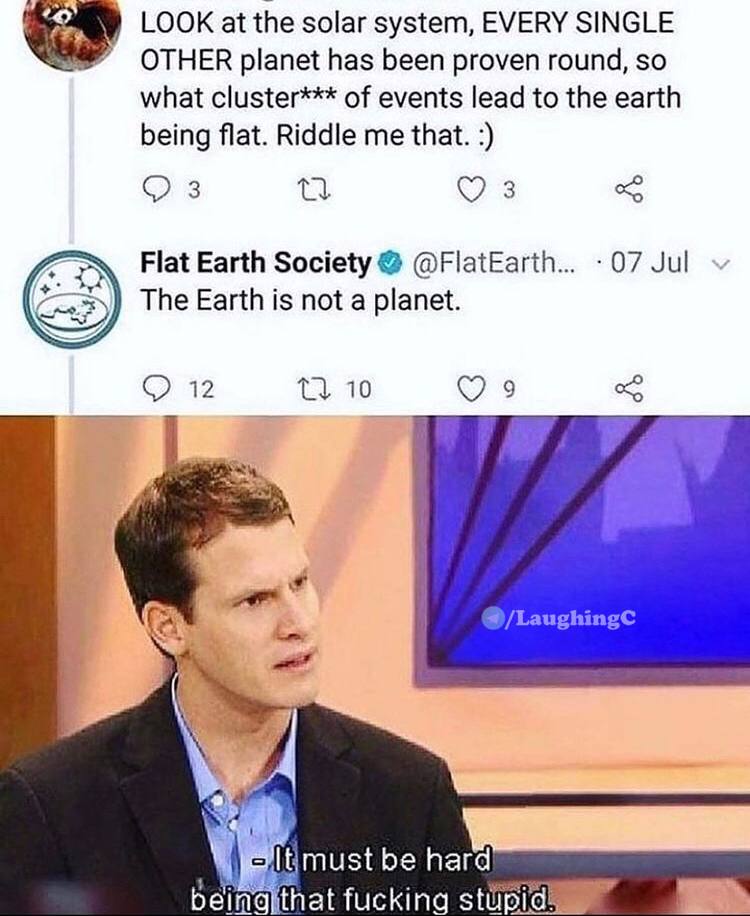 LOOK at the solar system, EVERY SINGLE
OTHER planet has been proven round, so
what cluster*** of events lead to the earth
being flat. Riddle me that. :)
3
3
Flat Earth Society @FlatEarth... · 07 Jul
The Earth is not a planet.
12
10
9
/LaughingC
- It must be hard
being that fucking stupid.